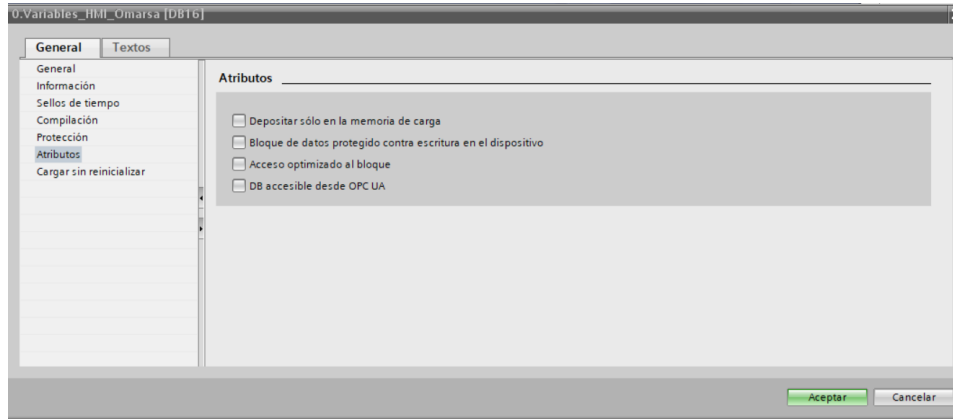 0.Variables_HMI_Omarsa [DB16]
General Textos
General
Información
Sellos de tiempo
Compilación
Protección
Atributos
Cargar sin reinicializar
Atributos
Depositar sólo en la memoria de carga
Bloque de datos protegido contra escritura en el dispositivo
Acceso optimizado al bloque
DB accesible desde OPC UA
Aceptar Cancelar